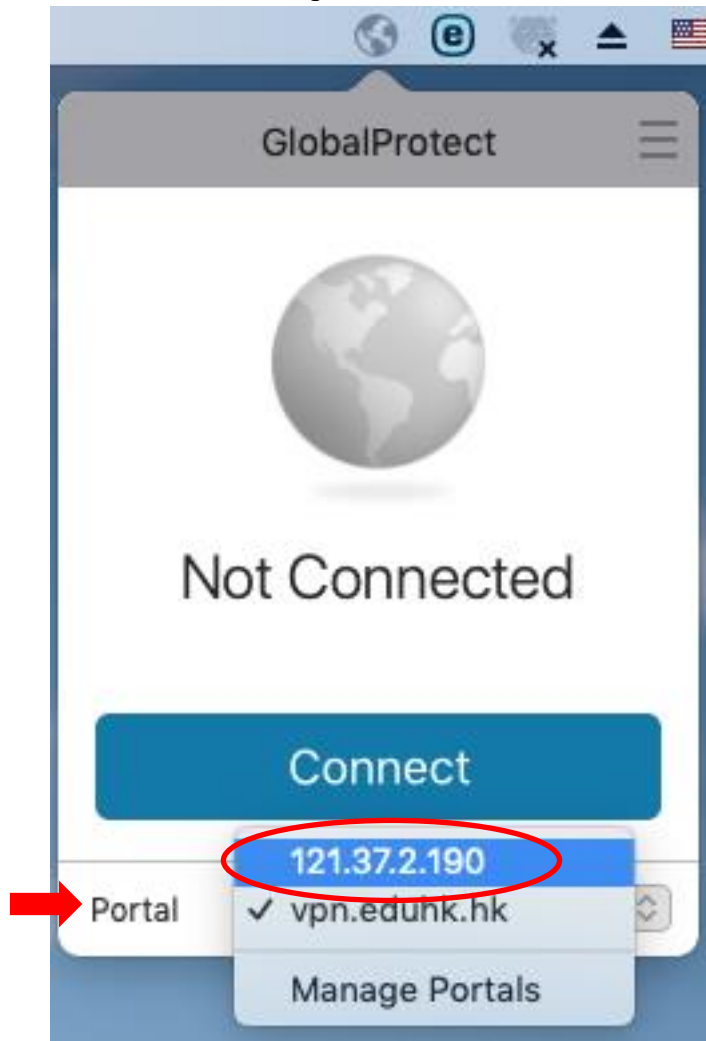 GlobalProtect
Not Connected
Connect
121.37.2.190
Portal ✓ vpn.eduhk.hk
Manage Portals